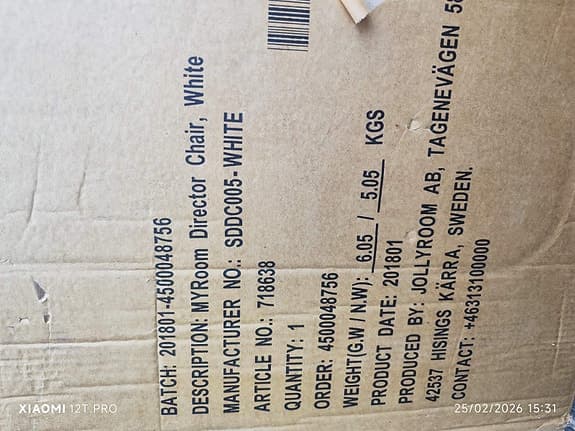 BATCH: 201801-4500048756
DESCRIPTION: MYRoom Director Chair, White
MANUFACTURER NO.: SDDC005-WHITE
ARTICLE NO.: 718638
QUANTITY: 1
ORDER: 4500048756
WEIGHT(G.W / N.W): 6.05 / 5.05 KGS
PRODUCT DATE: 201801
PRODUCED BY: JOLLYROOM AB, TAGENEVÄGEN
42537 HISINGS KÄRRA, SWEDEN.
CONTACT: +46313100000
XIAOMI 12T PRO
25/02/2026 15:31